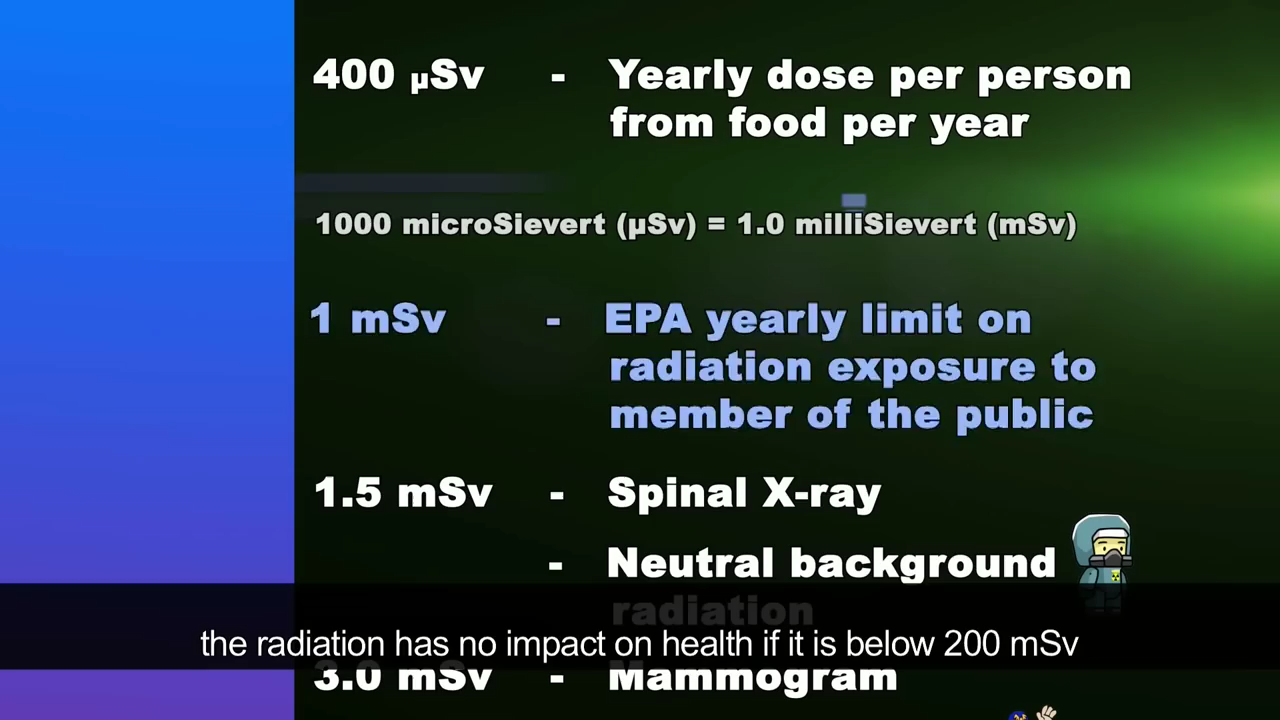 400 µSv - Yearly dose per person
from food per year
1000 microSievert (µSv) = 1.0 milliSievert (mSv)
1 mSv - EPA yearly limit on
radiation exposure to
member of the public
1.5 mSv - Spinal X-ray
- Neutral background
radiation
the radiation has no impact on health if it is below 200 mSv
3.0 mSv - Mammogram